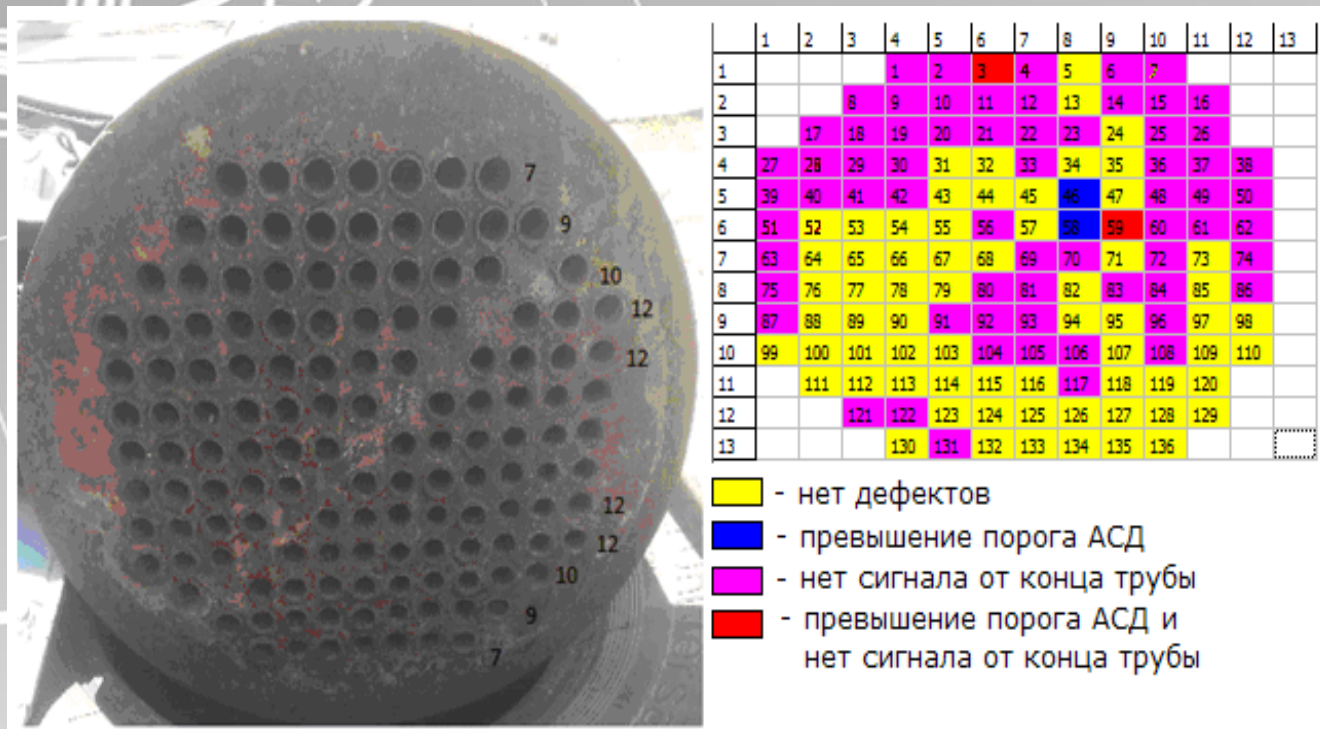 7
9
10
12
12
12
12
10
9
7
1 2 3 4 5 6 7 8 9 10 11 12 13
1 1 2 3 4 5 6 7
2 8 9 10 11 12 13 14 15 16
3 17 18 19 20 21 22 23 24 25 26
4 27 28 29 30 31 32 33 34 35 36 37 38
5 39 40 41 42 43 44 45 46 47 48 49 50
6 51 52 53 54 55 56 57 58 59 60 61 62
7 63 64 65 66 67 68 69 70 71 72 73 74
8 75 76 77 78 79 80 81 82 83 84 85 86
9 87 88 89 90 91 92 93 94 95 96 97 98
10 99 100 101 102 103 104 105 106 107 108 109 110
11 111 112 113 114 115 116 117 118 119 120
12 121 122 123 124 125 126 127 128 129
13 130 131 132 133 134 135 136
- нет дефектов
- превышение порога АСД
- нет сигнала от конца трубы
- превышение порога АСД и
нет сигнала от конца трубы